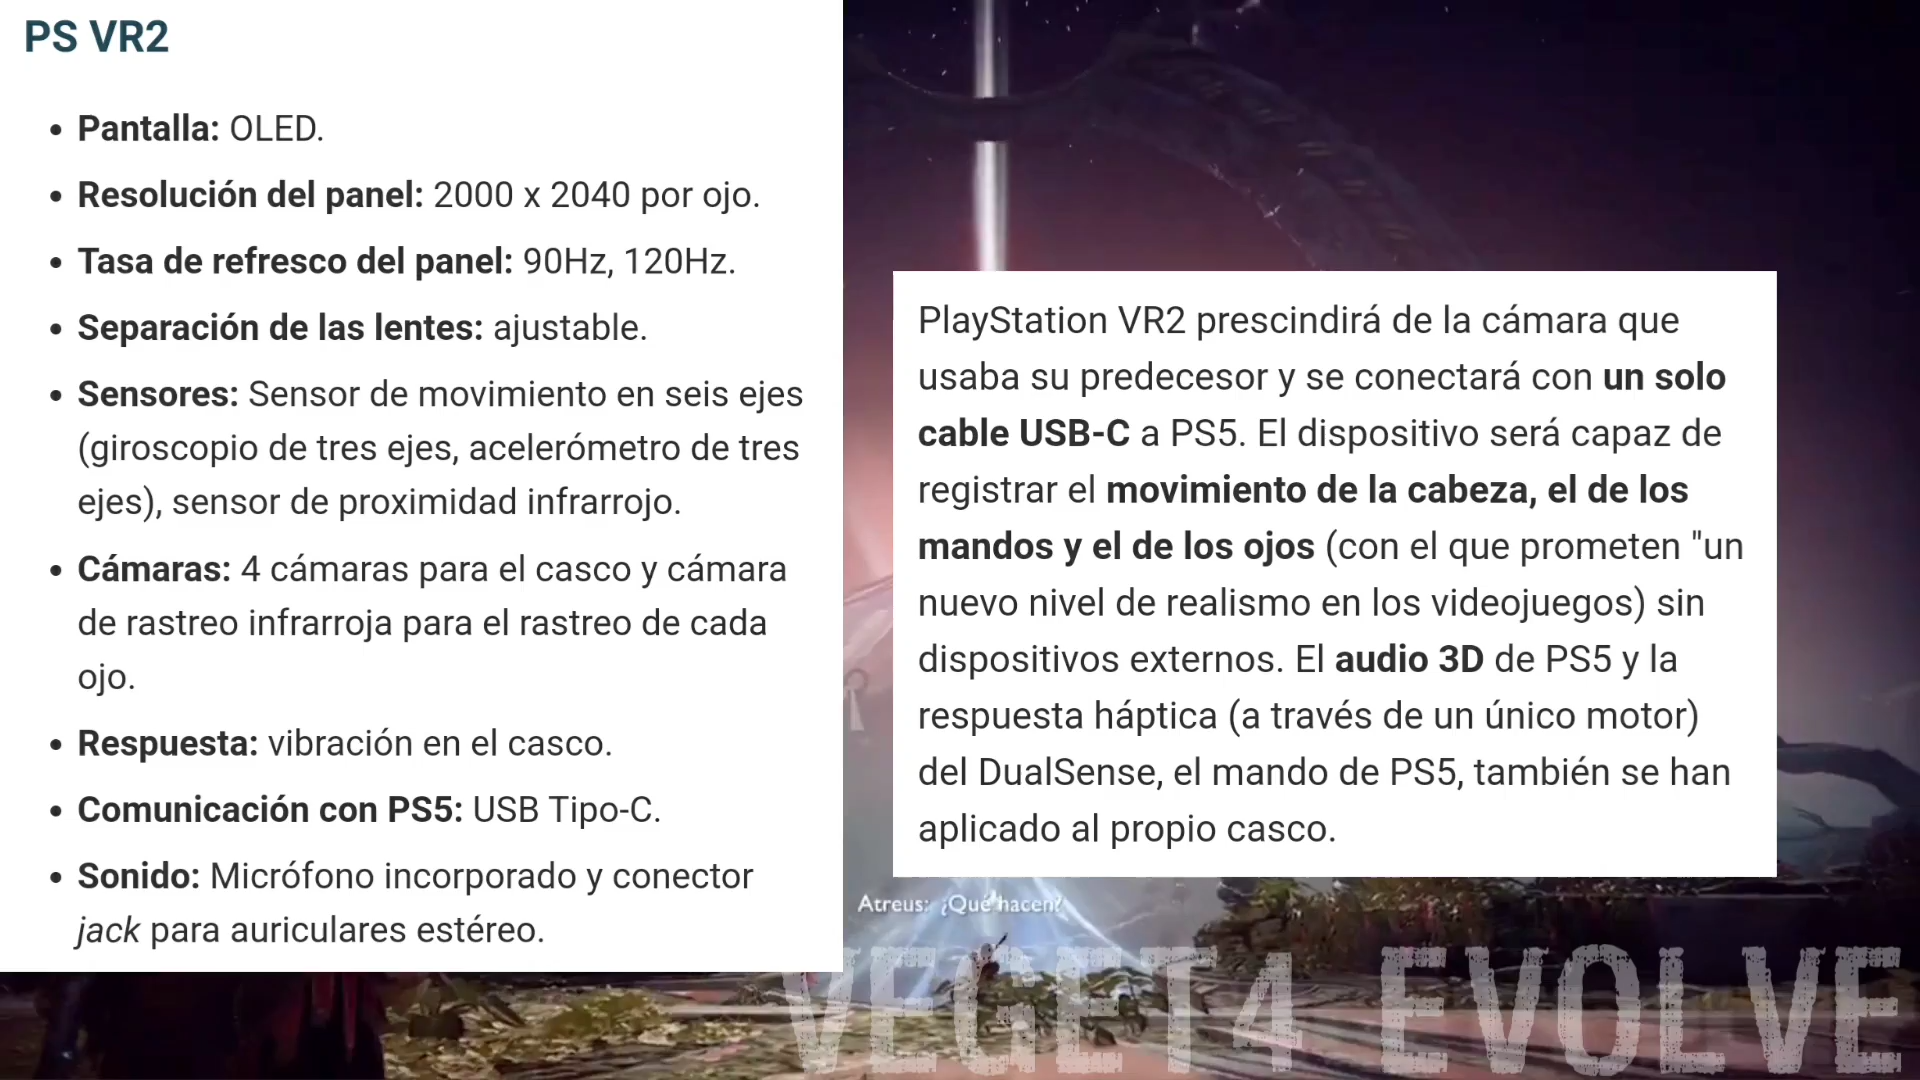 PS VR2
• Pantalla: OLED.
• Resolución del panel: 2000 x 2040 por ojo.
• Tasa de refresco del panel: 90Hz, 120Hz.
• Separación de las lentes: ajustable.
• Sensores: Sensor de movimiento en seis ejes
(giroscopio de tres ejes, acelerómetro de tres
ejes), sensor de proximidad infrarrojo.
• Cámaras: 4 cámaras para el casco y cámara
de rastreo infrarroja para el rastreo de cada
ojo.
• Respuesta: vibración en el casco.
• Comunicación con PS5: USB Tipo-C.
• Sonido: Micrófono incorporado y conector
jack para auriculares estéreo.
PlayStation VR2 prescindirá de la cámara que
usaba su predecesor y se conectará con un solo
cable USB-C a PS5. El dispositivo será capaz de
registrar el movimiento de la cabeza, el de los
mandos y el de los ojos (con el que prometen "un
nuevo nivel de realismo en los videojuegos) sin
dispositivos externos. El audio 3D de PS5 y la
respuesta háptica (a través de un único motor)
del DualSense, el mando de PS5, también se han
aplicado al propio casco.
Atreus: ¿Qué hacen?
VEGET4 EVOLVE